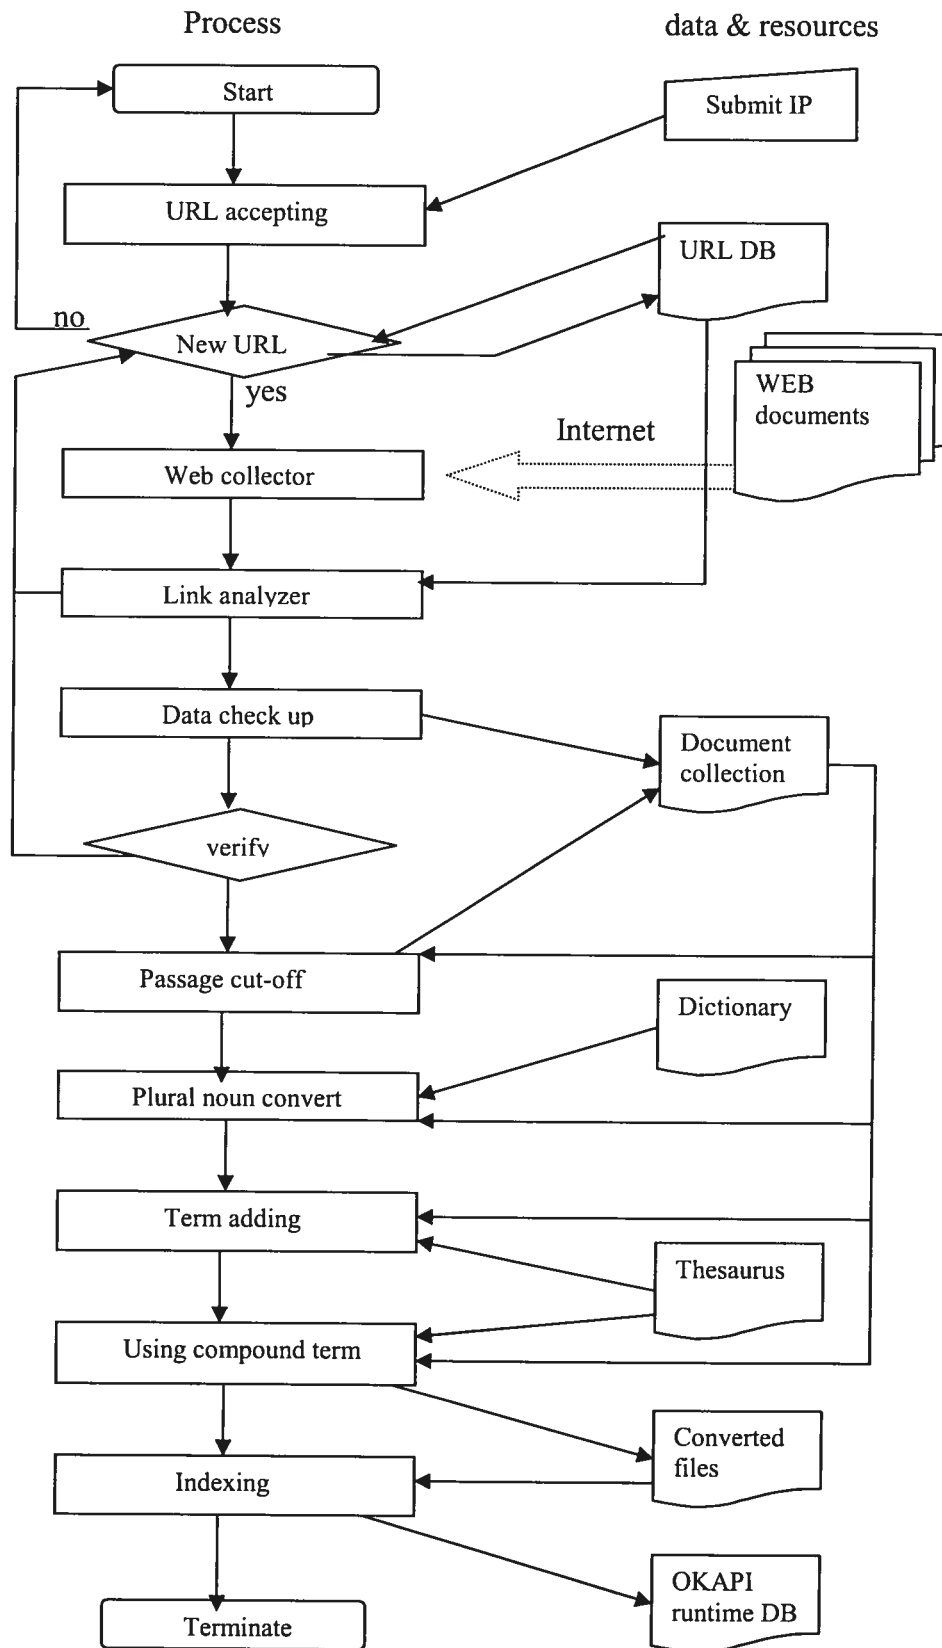 Process
data & resources
Start
Submit IP
URL accepting
URL DB
no
New URL
yes
WEB
documents
Internet
Web collector
Link analyzer
Data check up
Document
collection
verify
Passage cut-off
Dictionary
Plural noun convert
Term adding
Thesaurus
Using compound term
Converted
files
Indexing
OKAPI
runtime DB
Terminate